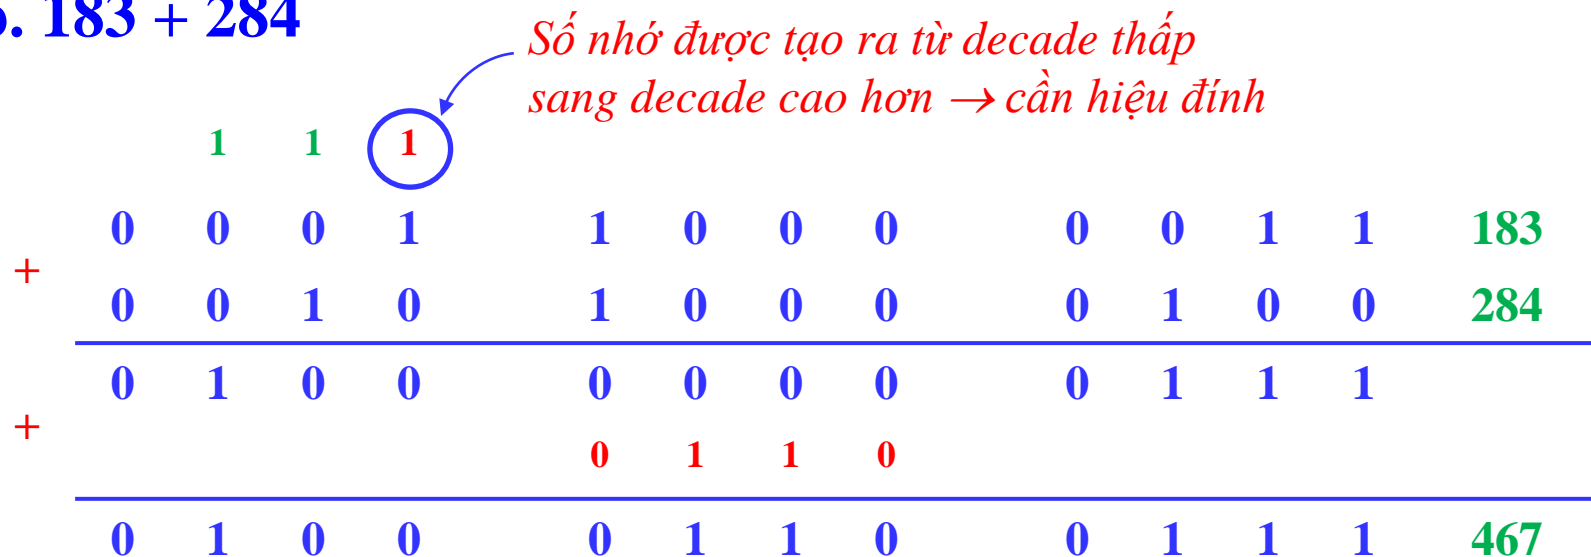 . 183 + 284
Số nhớ được tạo ra từ decade thấp
sang decade cao hơn → cần hiệu đính
1 1 1
0 0 0 1 1 0 0 0 0 0 1 1 183
+
0 0 1 0 1 0 0 0 0 1 0 0 284
0 1 0 0 0 0 0 0 0 1 1 1
+
0 1 1 0
0 1 0 0 0 1 1 0 0 1 1 1 467